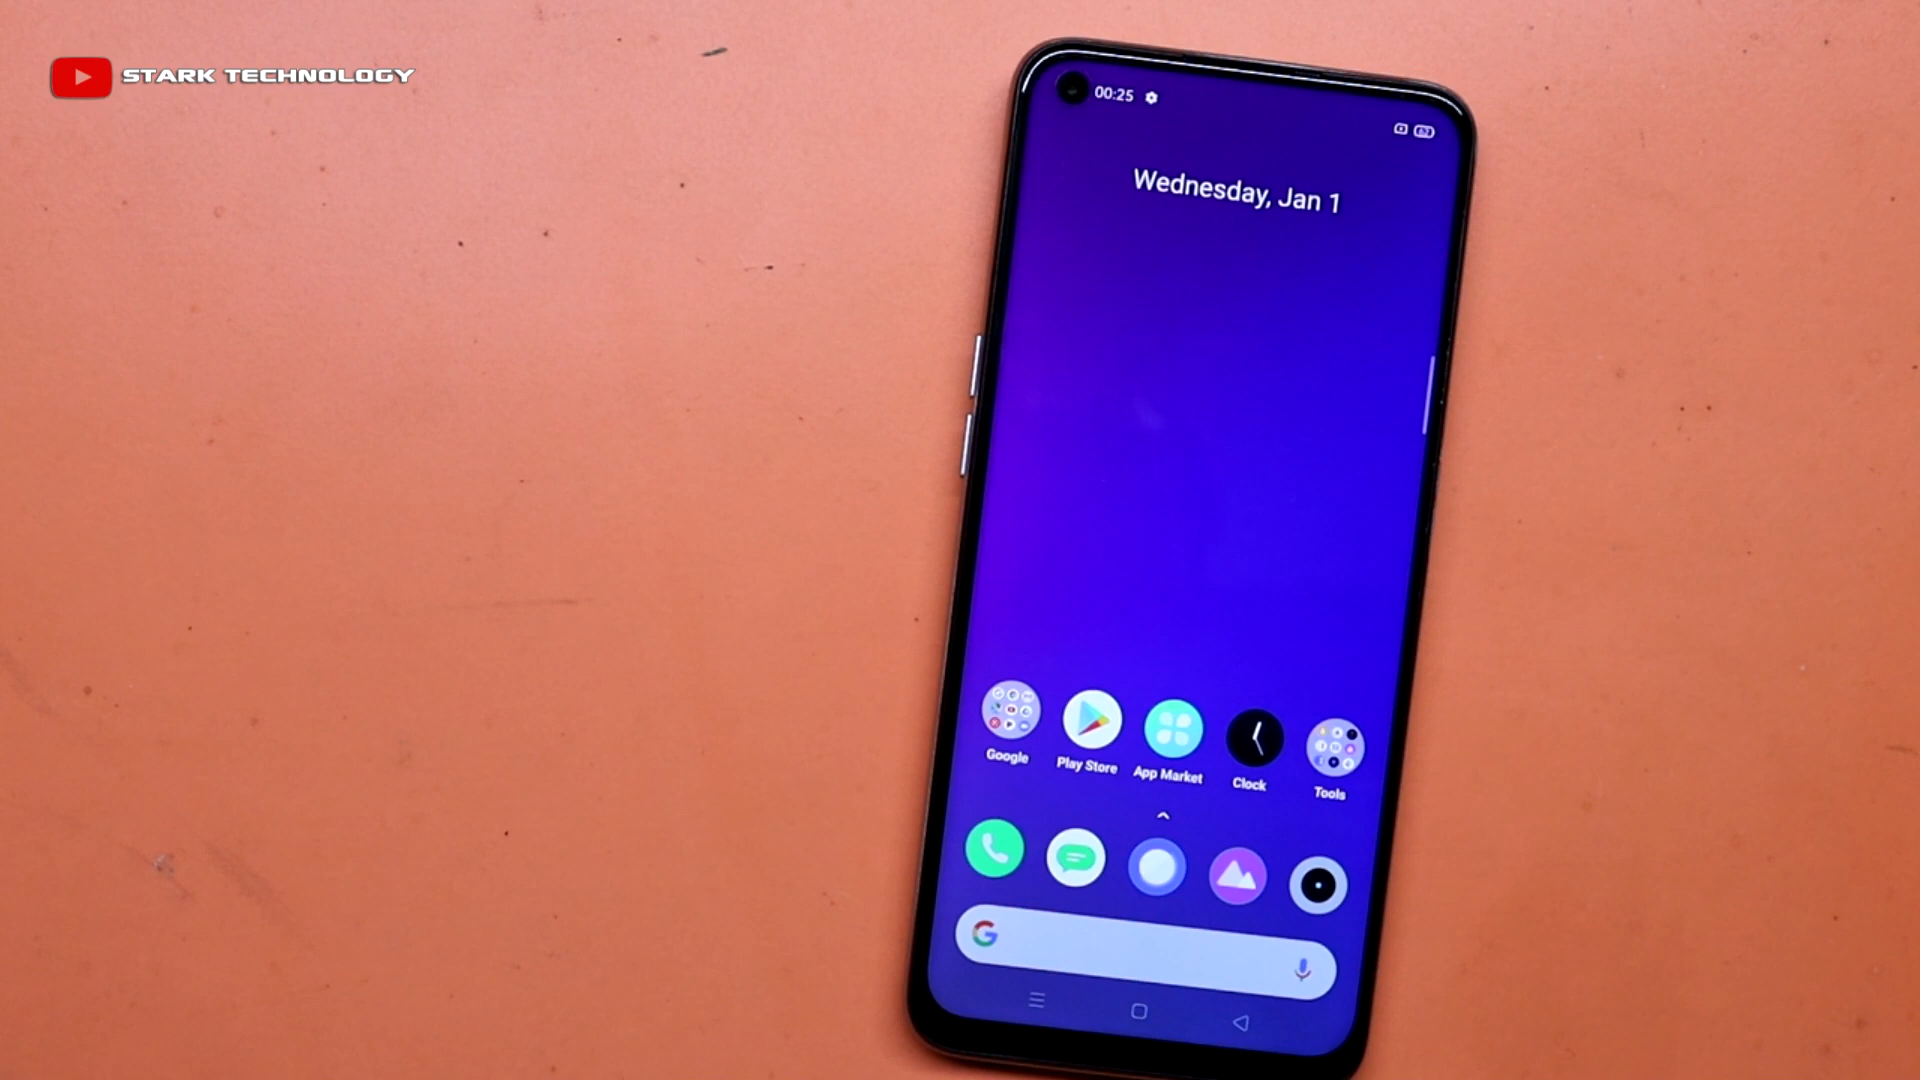 STARK TECHNOLOGY
00:25
Wednesday, Jan 1
Google
Play Store
App Market
Clock
Tools